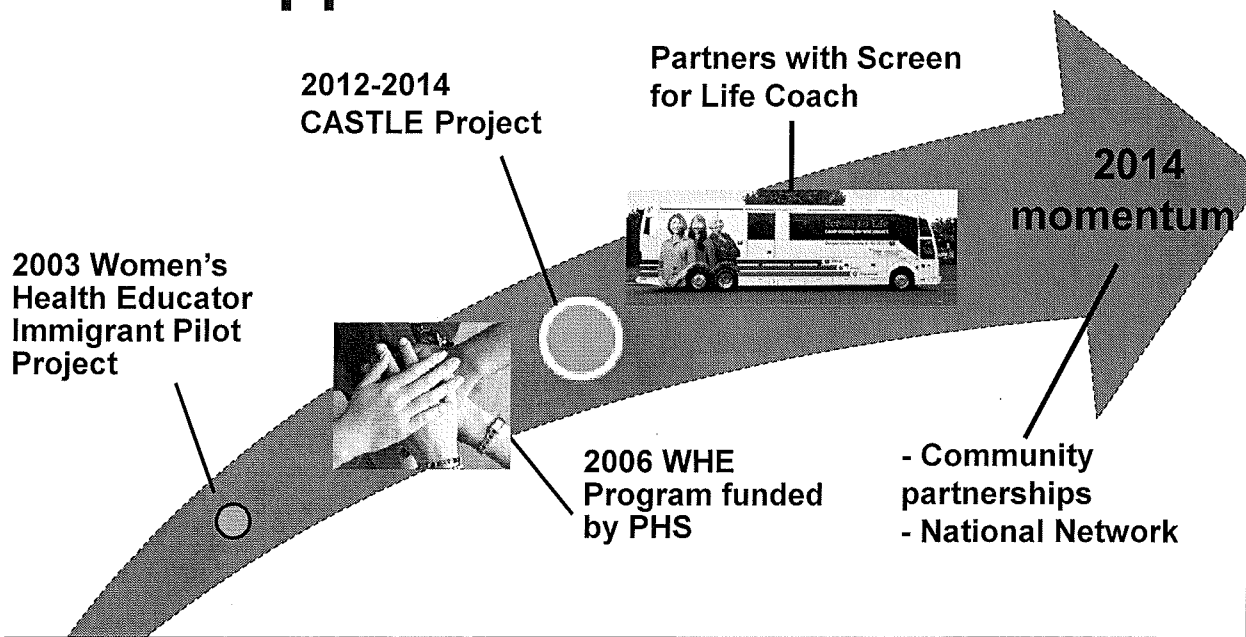 2003 Women's
Health Educator
Immigrant Pilot
Project
2006 WHE
Program funded
by PHS
2012-2014
CASTLE Project
Partners with Screen
for Life Coach
2014
momentum
- Community
partnerships
- National Network